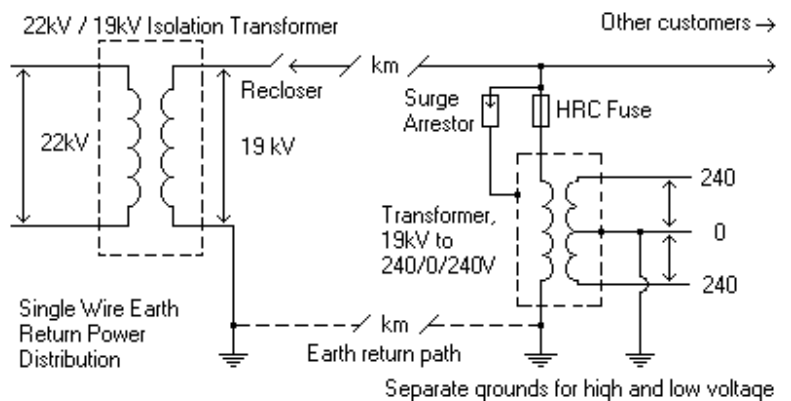 22kV / 19kV Isolation Transformer
Other customers →
km
Recloser
Surge
Arrestor
HRC Fuse
22kV
19 kV
240
0
240
Transformer,
19kV to
240/0/240V
Single Wire Earth
Return Power
Distribution
km
Earth return path
Separate grounds for high and low voltage